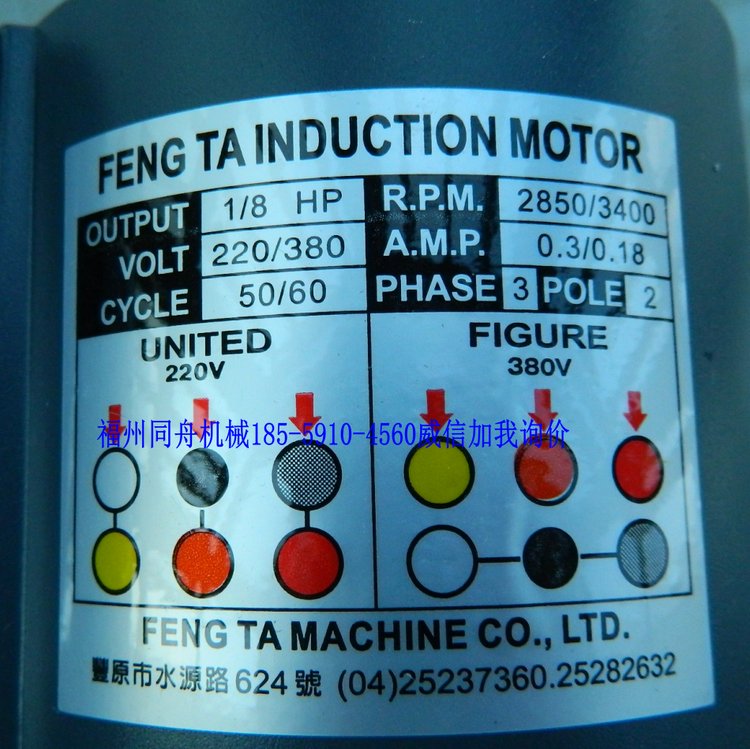 FENG TA INDUCTION MOTOR
OUTPUT 1/8 HP R.P.M. 2850/3400
VOLT 220/380 A.M.P. 0.3/0.18
CYCLE 50/60 PHASE 3 POLE 2
UNITED FIGURE
220V 380V
福州同舟机械185-5910-4560威信加我询价
FENG TA MACHINE CO., LTD.
豐原市水源路624號 (04)25237360.25282632